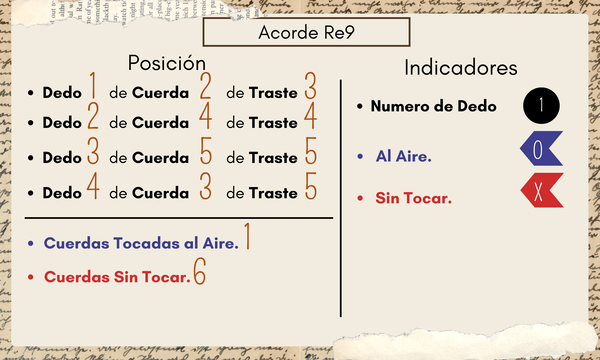 Acorde Re9
Posición
Dedo 1 de Cuerda 2 de Traste 3
Dedo 2 de Cuerda 4 de Traste 4
Dedo 3 de Cuerda 5 de Traste 5
Dedo 4 de Cuerda 3 de Traste 5
Cuerdas Tocadas al Aire. 1
Cuerdas Sin Tocar. 6
Indicadores
Numero de Dedo 1
Al Aire. 0
Sin Tocar. X